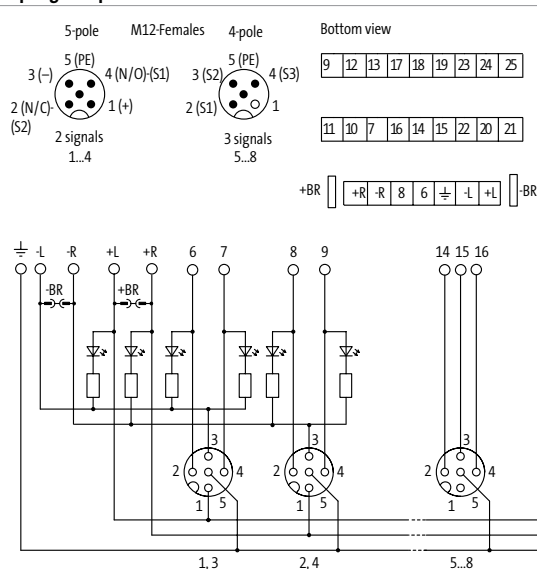 5-pole M12-Females 4-pole Bottom view
5 (PE) 5 (PE)
3 (–) 4 (N/O)-(S1) 3 (S2) 4 (S3)
2 (N/C)- 1 (+) 2 (S1) 1
(S2)
2 signals 3 signals
1...4 5...8
9 12 13 17 18 19 23 24 25
11 10 7 16 14 15 22 20 21
+BR +R -R 8 6 ⏚ -L +L -BR
⏚ -L -R +L +R 6 7 8 9 14 15 16
-BR +BR
3 3 3
2 4 2 4 2 4
1 5 1 5 1 5
1, 3 2, 4 5...8